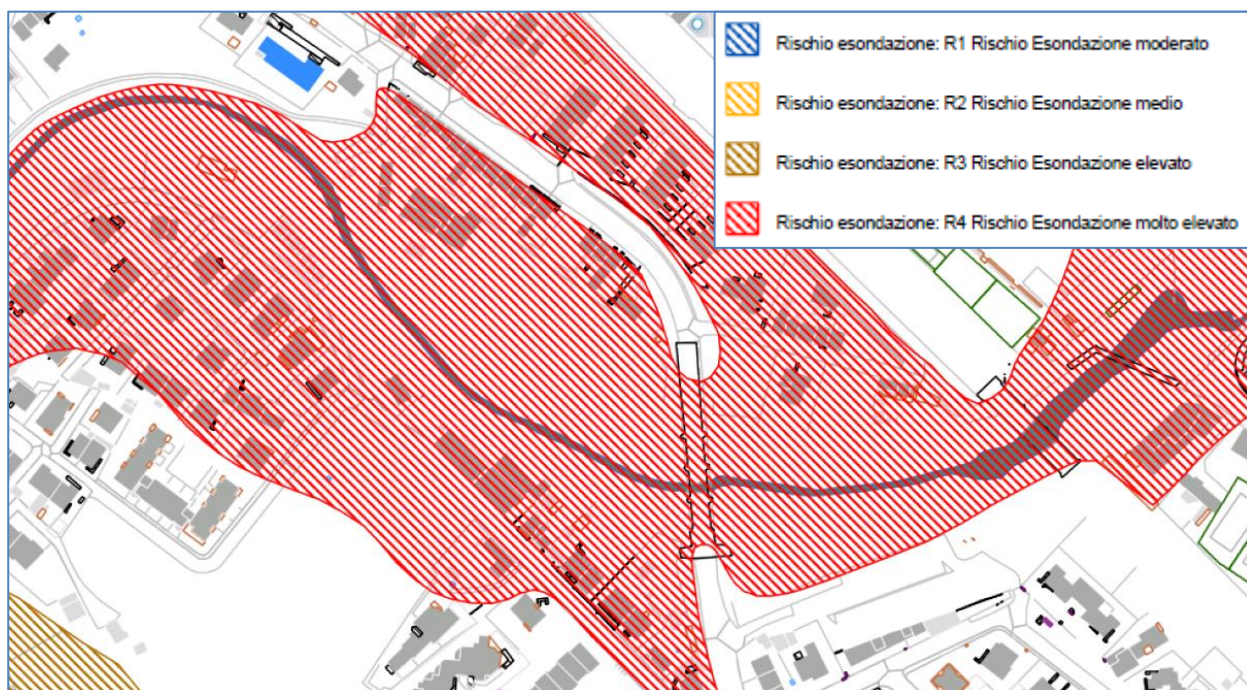 Rischio esondazione: R1 Rischio Esondazione moderato
Rischio esondazione: R2 Rischio Esondazione medio
Rischio esondazione: R3 Rischio Esondazione elevato
Rischio esondazione: R4 Rischio Esondazione molto elevato